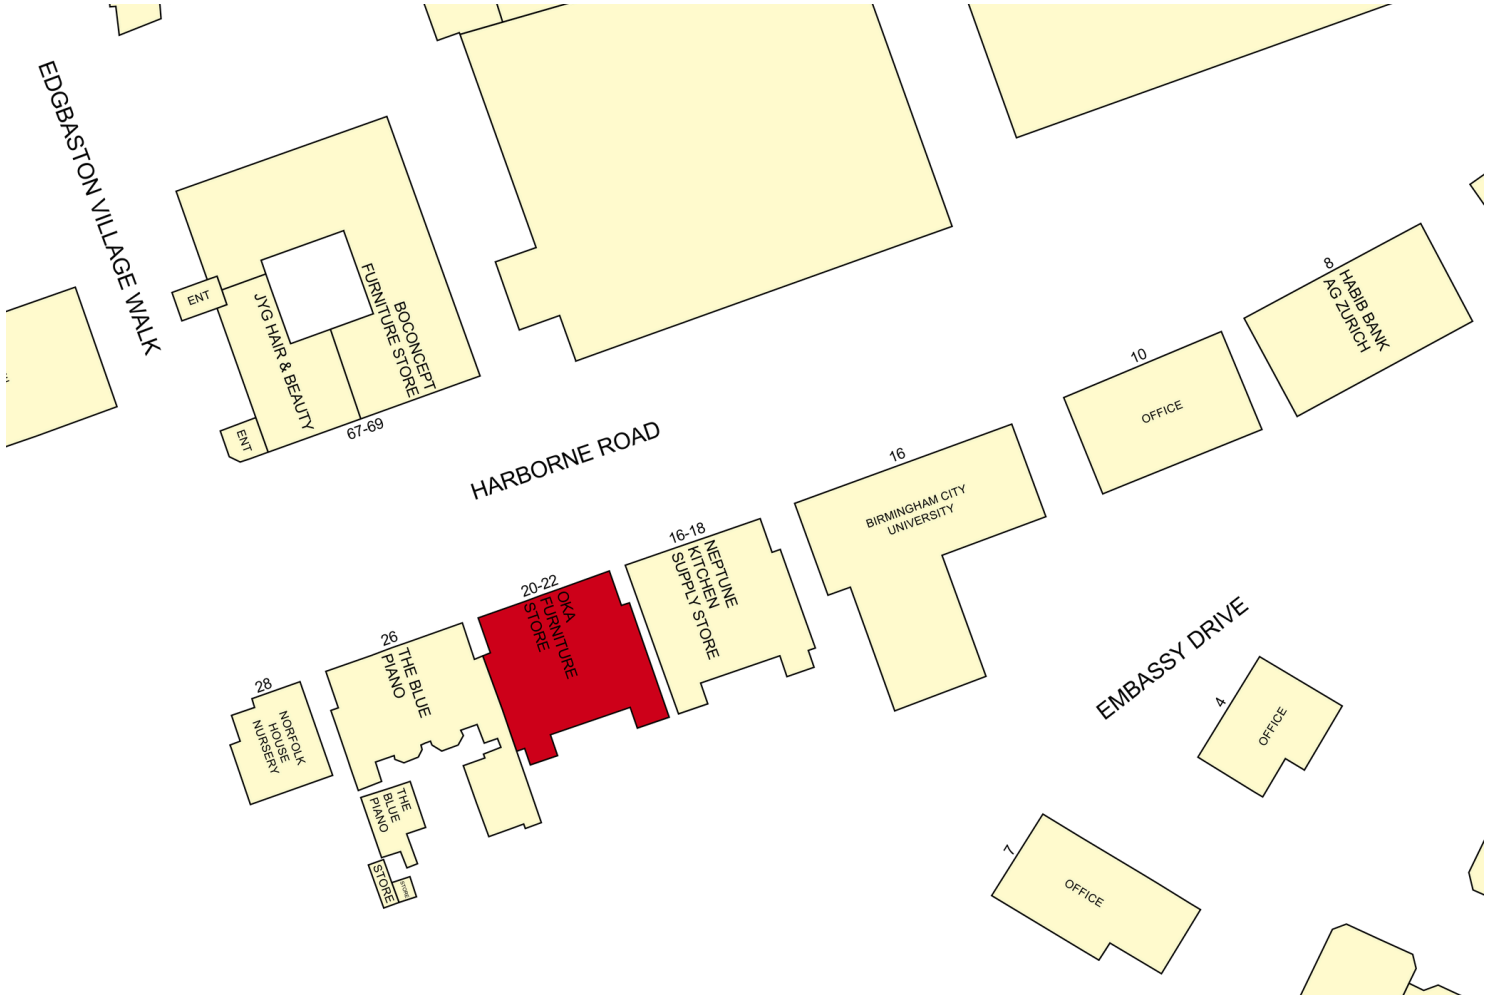 EDGBASTON VILLAGE WALK
ENT
JYG HAIR & BEAUTY
BOCONCEPT
FURNITURE STORE
ENT
67-69
HARBORNE ROAD
8
HABIB BANK
AG ZURICH
10
OFFICE
16
BIRMINGHAM CITY
UNIVERSITY
16-18
NEPTUNE
KITCHEN
SUPPLY STORE
20-22
OKA
FURNITURE
STORE
26
THE BLUE
PIANO
28
NORFOLK
HOUSE
NURSERY
THE
BLUE
PIANO
STORE
STORE
EMBASSY DRIVE
4
OFFICE
7
OFFICE